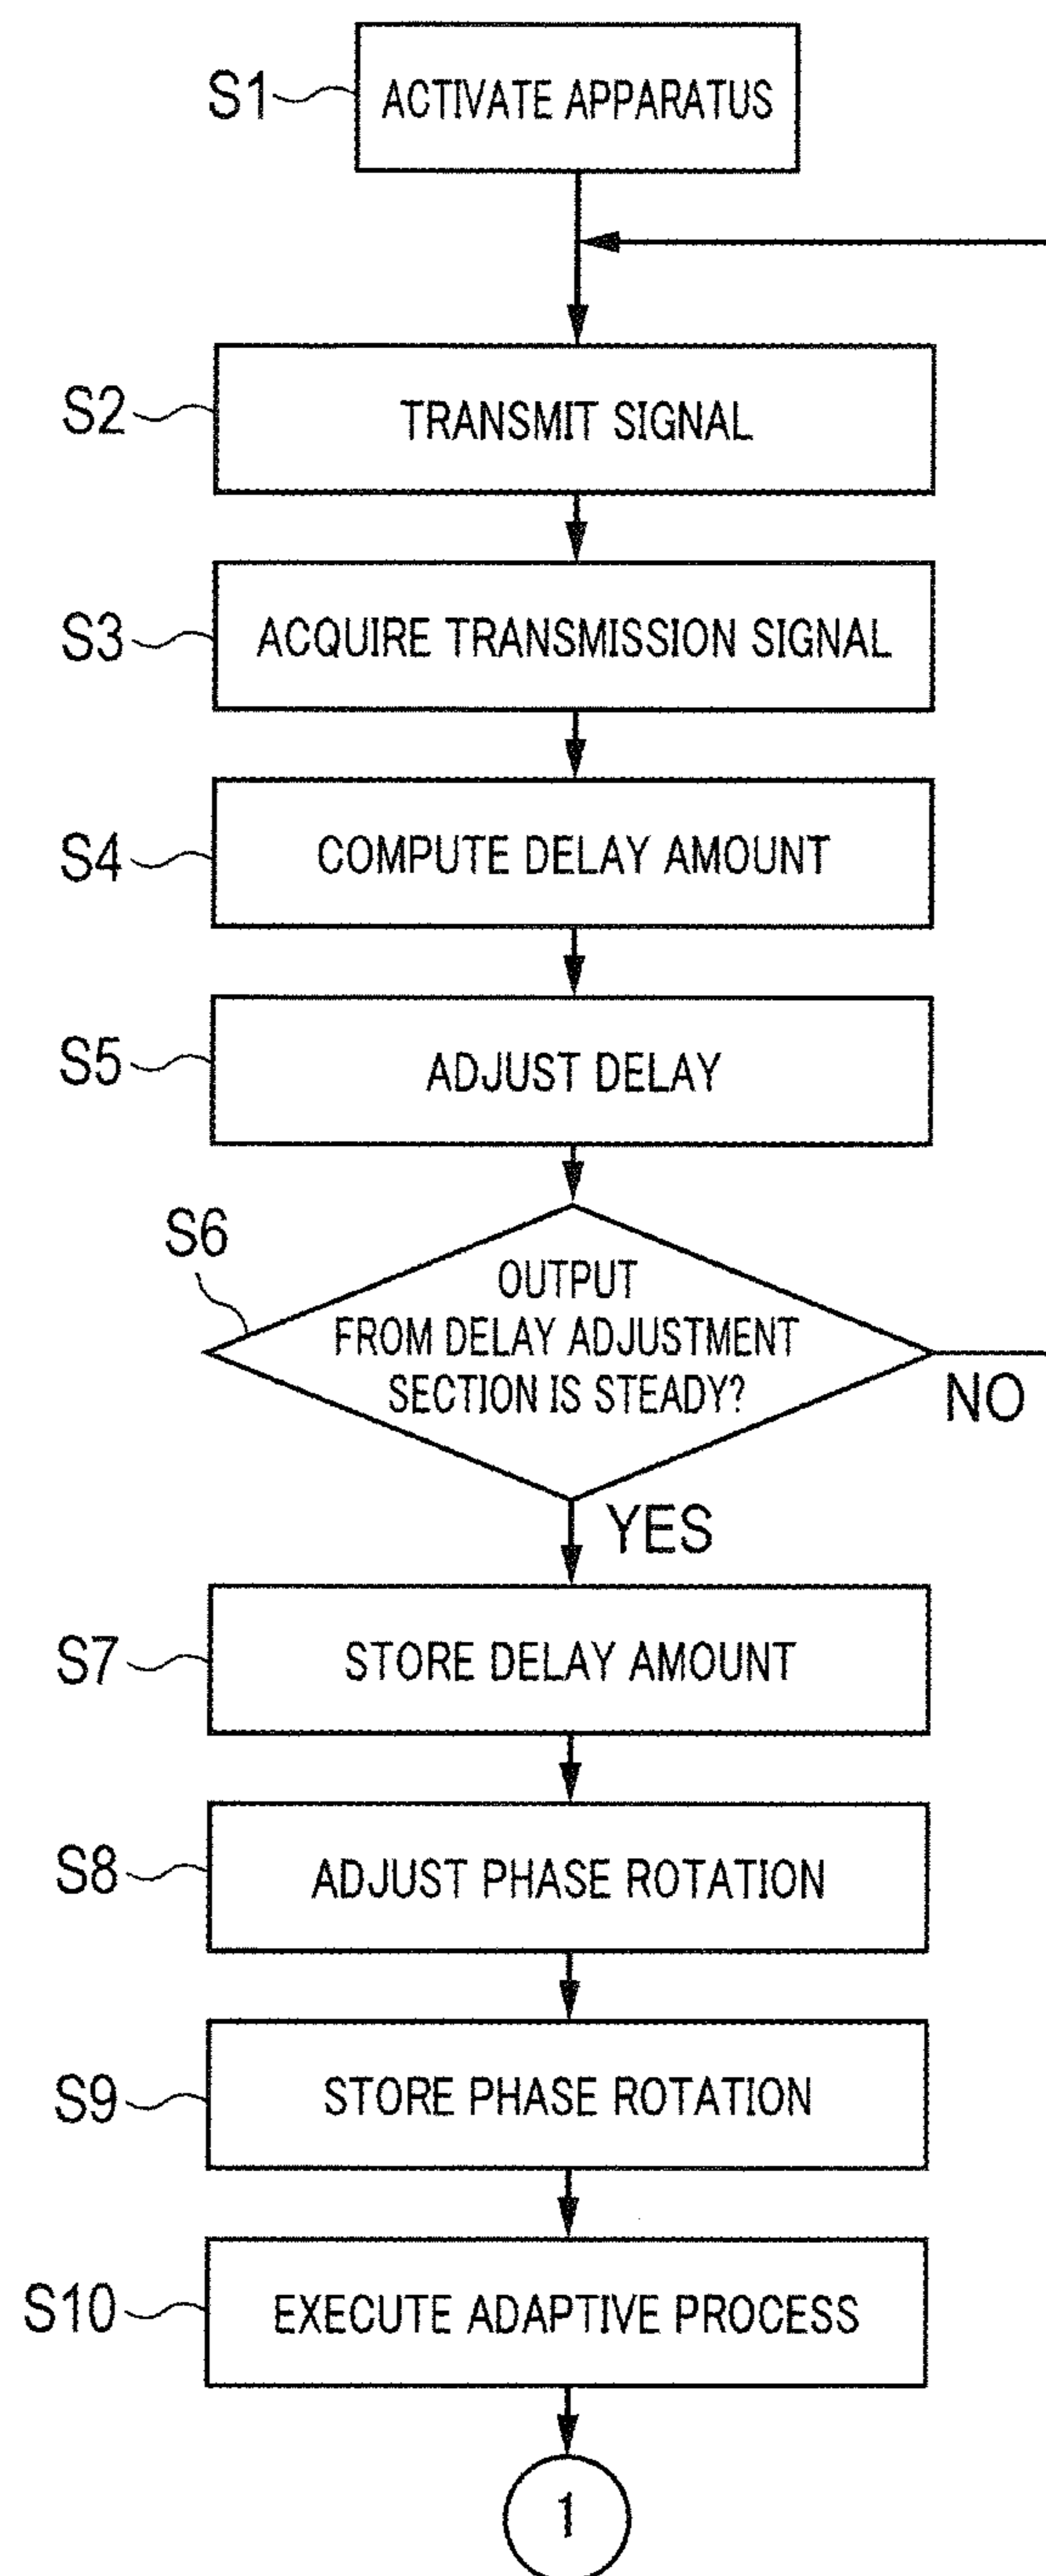 S1
ACTIVATE APPARATUS
S2
TRANSMIT SIGNAL
S3
ACQUIRE TRANSMISSION SIGNAL
S4
COMPUTE DELAY AMOUNT
S5
ADJUST DELAY
S6
OUTPUT
FROM DELAY ADJUSTMENT
SECTION IS STEADY?
NO
YES
S7
STORE DELAY AMOUNT
S8
ADJUST PHASE ROTATION
S9
STORE PHASE ROTATION
S10
EXECUTE ADAPTIVE PROCESS
1